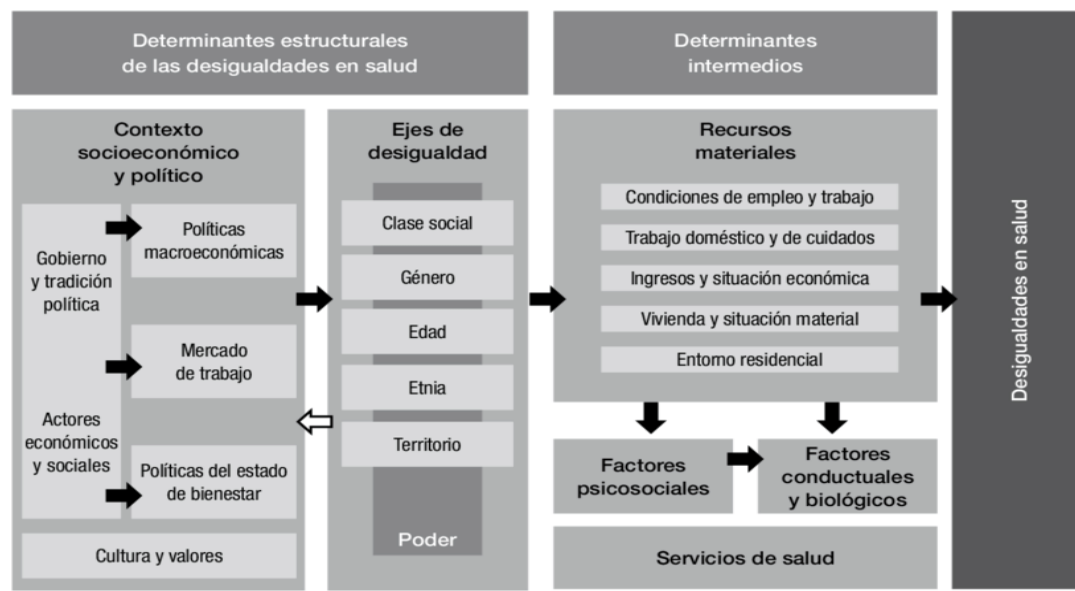 Determinantes estructurales
de las desigualdades en salud
Determinantes
intermedios
Contexto
socioeconómico
y político
Gobierno
y tradición
política
Actores
económicos
y sociales
Políticas
macroeconómicas
Mercado
de trabajo
Políticas del estado
de bienestar
Cultura y valores
Ejes de
desigualdad
Clase social
Género
Edad
Etnia
Territorio
Poder
Recursos
materiales
Condiciones de empleo y trabajo
Trabajo doméstico y de cuidados
Ingresos y situación económica
Vivienda y situación material
Entorno residencial
Factores
psicosociales
Factores
conductuales
y biológicos
Servicios de salud
Desigualdades en salud